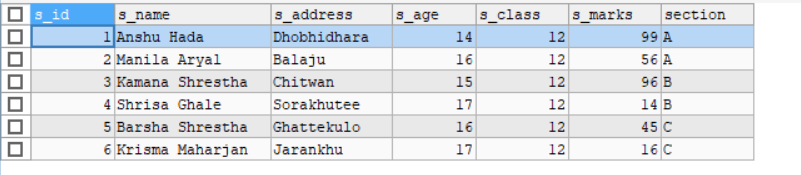 s_id s_name s_address s_age s_class s_marks section
1 Anshu Hada Dhobhidhara 14 12 99 A
2 Manila Aryal Balaju 16 12 56 A
3 Kamana Shrestha Chitwan 15 12 96 B
4 Shrisa Ghale Sorakhutee 17 12 14 B
5 Barsha Shrestha Ghattekulo 16 12 45 C
6 Krisma Maharjan Jarankhu 17 12 16 C